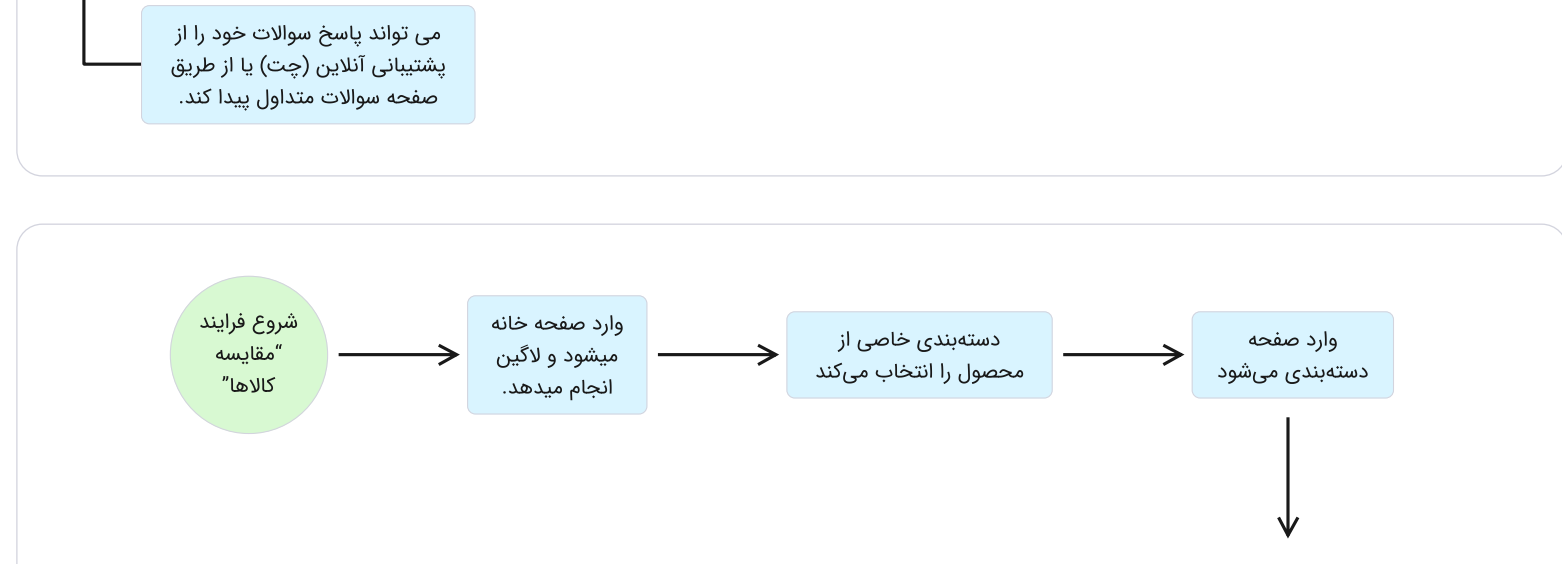 می تواند پاسخ سوالات خود را از
پشتیبانی آنلاین (چت) یا از طریق
صفحه سوالات متداول پیدا کند.
شروع فرایند
“مقایسه
کالاها”
وارد صفحه خانه
میشود و لاگین
انجام میدهد.
دسته‌بندی خاصی از
محصول را انتخاب می‌کند
وارد صفحه
دسته‌بندی می‌شود